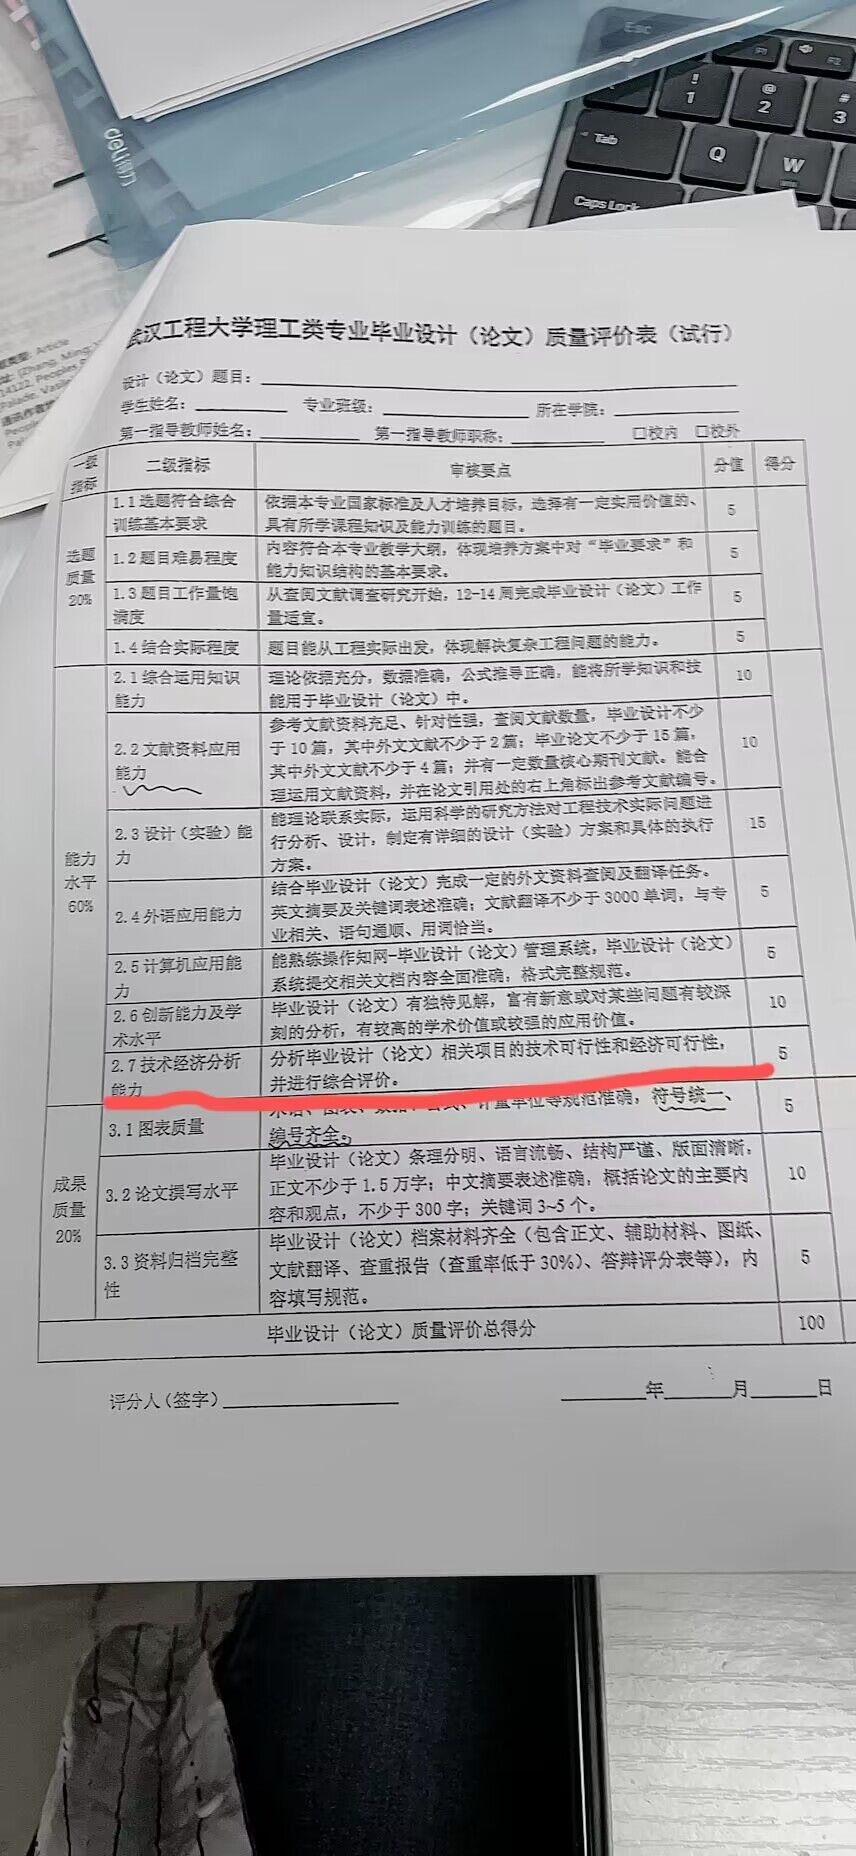 Esc
F1
F2
!
1
@
2
#
3
Tab
Q
W
Caps Lock
deli得力
Article
武汉工程大学理工类专业毕业设计（论文）质量评价表（试行）
设计（论文）题目：
学生姓名： 专业班级： 所在学院：
第一指导教师姓名： 第一指导教师职称： □校内 □校外
一级指标 二级指标 审核要点 分值 得分
选题质量20%
1.1选题符合综合训练基本要求 依据本专业国家标准及人才培养目标，选择有一定实用价值的、具有所学课程知识及能力训练的题目。 5
1.2题目难易程度 内容符合本专业教学大纲，体现培养方案中对“毕业要求”和能力知识结构的基本要求。 5
1.3题目工作量饱满度 从查阅文献调查研究开始，12-14周完成毕业设计（论文）工作量适宜。 5
1.4结合实际程度 题目能从工程实际出发，体现解决复杂工程问题的能力。 5
能力水平60%
2.1综合运用知识能力 理论依据充分，数据准确，公式推导正确，能将所学知识和技能用于毕业设计（论文）中。 10
2.2文献资料应用能力 参考文献资料充足、针对性强，查阅文献数量，毕业设计不少于10篇，其中外文文献不少于2篇；毕业论文不少于15篇，其中外文文献不少于4篇；并有一定数量核心期刊文献。能合理运用文献资料，并在论文引用处的右上角标出参考文献编号。 10
2.3设计（实验）能力 能理论联系实际，运用科学的研究方法对工程技术实际问题进行分析、设计，制定有详细的设计（实验）方案和具体的执行方案。 15
2.4外语应用能力 结合毕业设计（论文）完成一定的外文资料查阅及翻译任务。英文摘要及关键词表述准确；文献翻译不少于3000单词，与专业相关、语句通顺、用词恰当。 5
2.5计算机应用能力 能熟练操作知网-毕业设计（论文）管理系统，毕业设计（论文）系统提交相关文档内容全面准确，格式完整规范。 5
2.6创新能力及学术水平 毕业设计（论文）有独特见解，富有新意或对某些问题有较深刻的分析，有较高的学术价值或较强的应用价值。 10
2.7技术经济分析能力 分析毕业设计（论文）相关项目的技术可行性和经济可行性，并进行综合评价。 5
成果质量20%
3.1图表质量 术语、图表、数据、公式、计量单位等规范准确，符号统一、编号齐全。 5
3.2论文撰写水平 毕业设计（论文）条理分明、语言流畅、结构严谨、版面清晰，正文不少于1.5万字；中文摘要表述准确，概括论文的主要内容和观点，不少于300字；关键词3~5个。 10
3.3资料归档完整性 毕业设计（论文）档案材料齐全（包含正文、辅助材料、图纸、文献翻译、查重报告（查重率低于30%）、答辩评分表等），内容填写规范。 5
毕业设计（论文）质量评价总得分 100
评分人（签字） 年 月 日